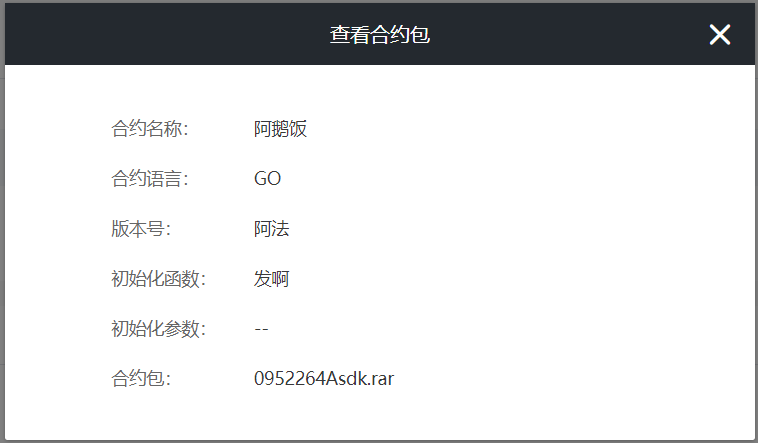 查看合约包
合约名称： 阿鹅饭
合约语言： GO
版本号： 阿法
初始化函数： 发啊
初始化参数： --
合约包： 0952264Asdk.rar